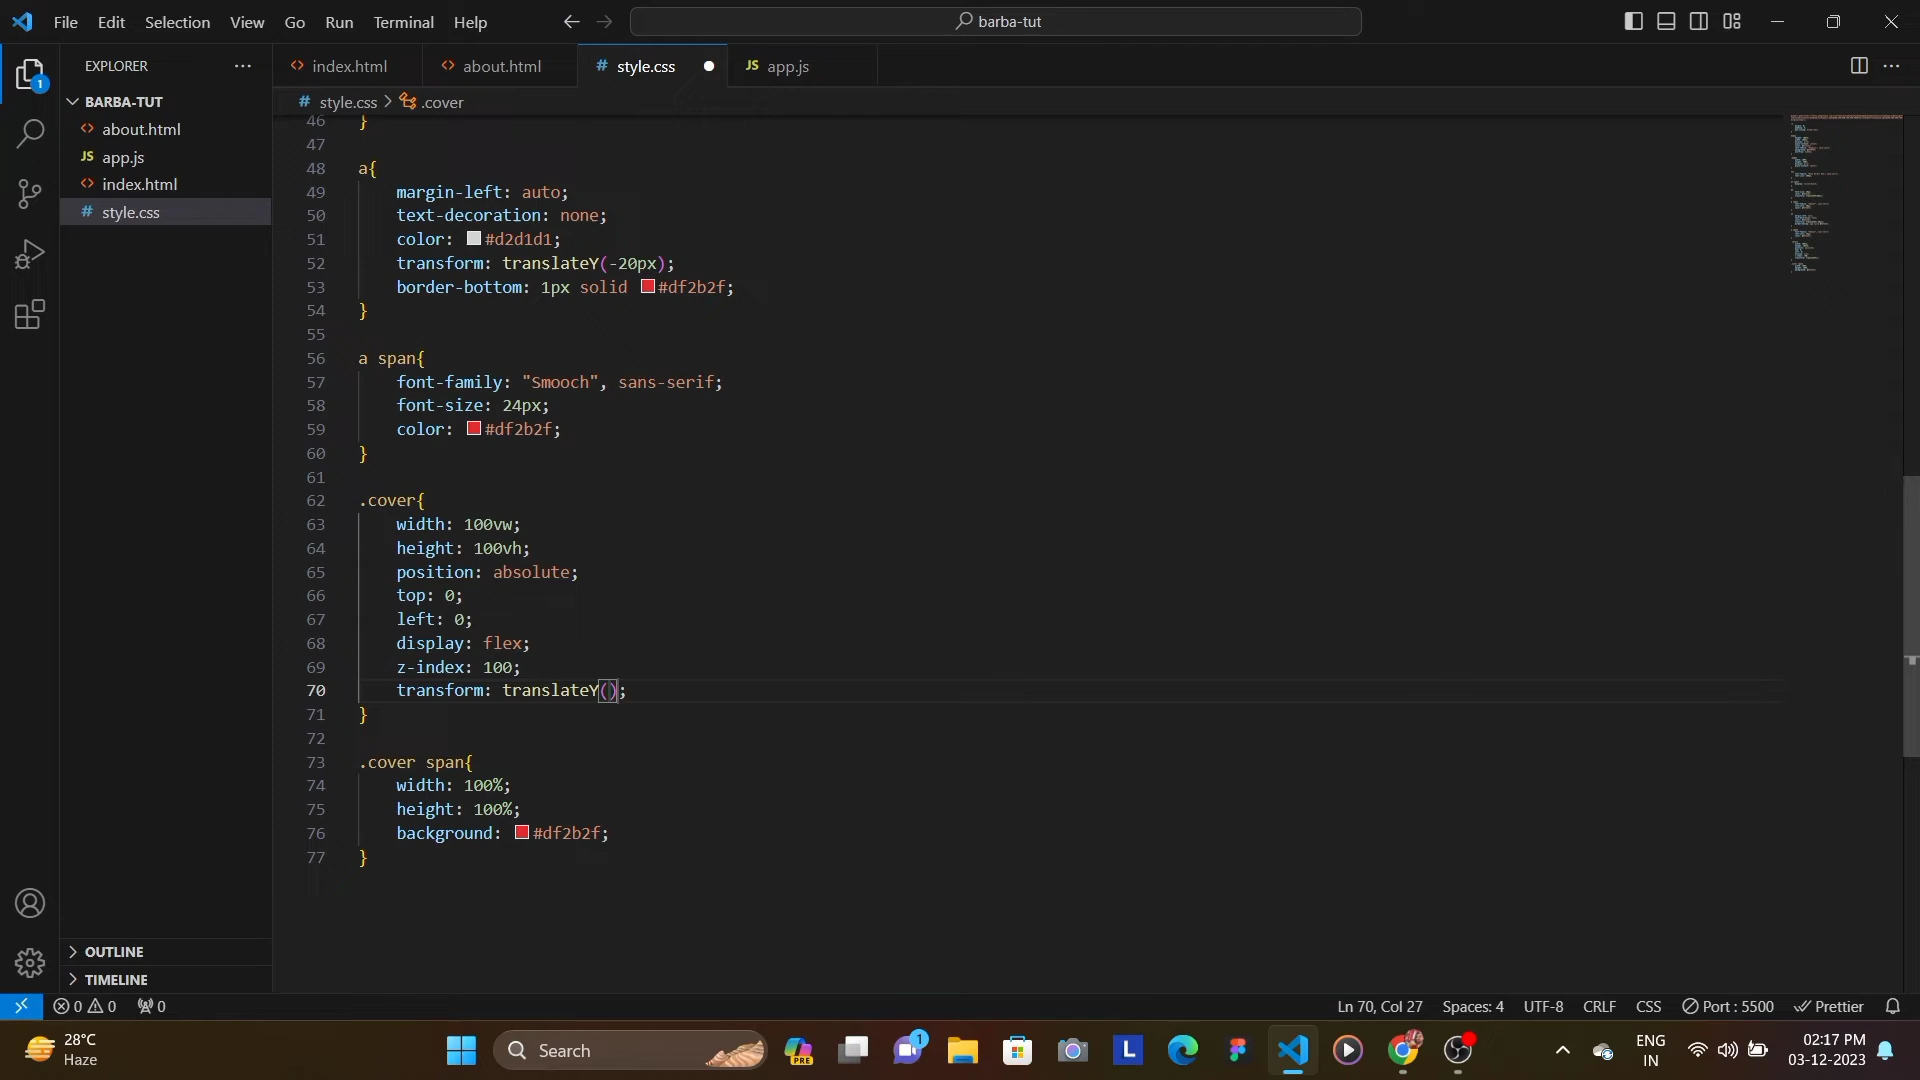 File Edit Selection View Go Run Terminal Help
barba-tut
EXPLORER
index.html
about.html
# style.css
JS app.js
1
BARBA-TUT
about.html
JS app.js
index.html
# style.css
# style.css > .cover
46 }
47
48 a{
49 margin-left: auto;
50 text-decoration: none;
51 color: #d2d1d1;
52 transform: translateY(-20px);
53 border-bottom: 1px solid #df2b2f;
54 }
55
56 a span{
57 font-family: "Smooch", sans-serif;
58 font-size: 24px;
59 color: #df2b2f;
60 }
61
62 .cover{
63 width: 100vw;
64 height: 100vh;
65 position: absolute;
66 top: 0;
67 left: 0;
68 display: flex;
69 z-index: 100;
70 transform: translateY();
71 }
72
73 .cover span{
74 width: 100%;
75 height: 100%;
76 background: #df2b2f;
77 }
OUTLINE
TIMELINE
0 0 0
Ln 70, Col 27 Spaces: 4 UTF-8 CRLF CSS Port : 5500 Prettier
28°C
Haze
Search
PRE
1
L
ENG
IN
02:17 PM
03-12-2023